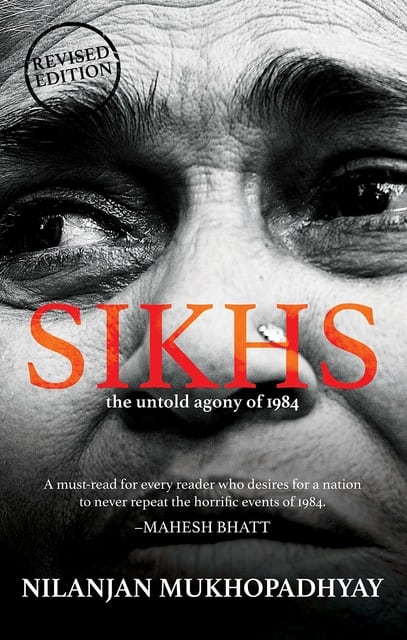 REVISED
EDITION
SIKHS
the untold agony of 1984
A must-read for every reader who desires for a nation
to never repeat the horrific events of 1984.
–MAHESH BHATT
NILANJAN MUKHOPADHYAY